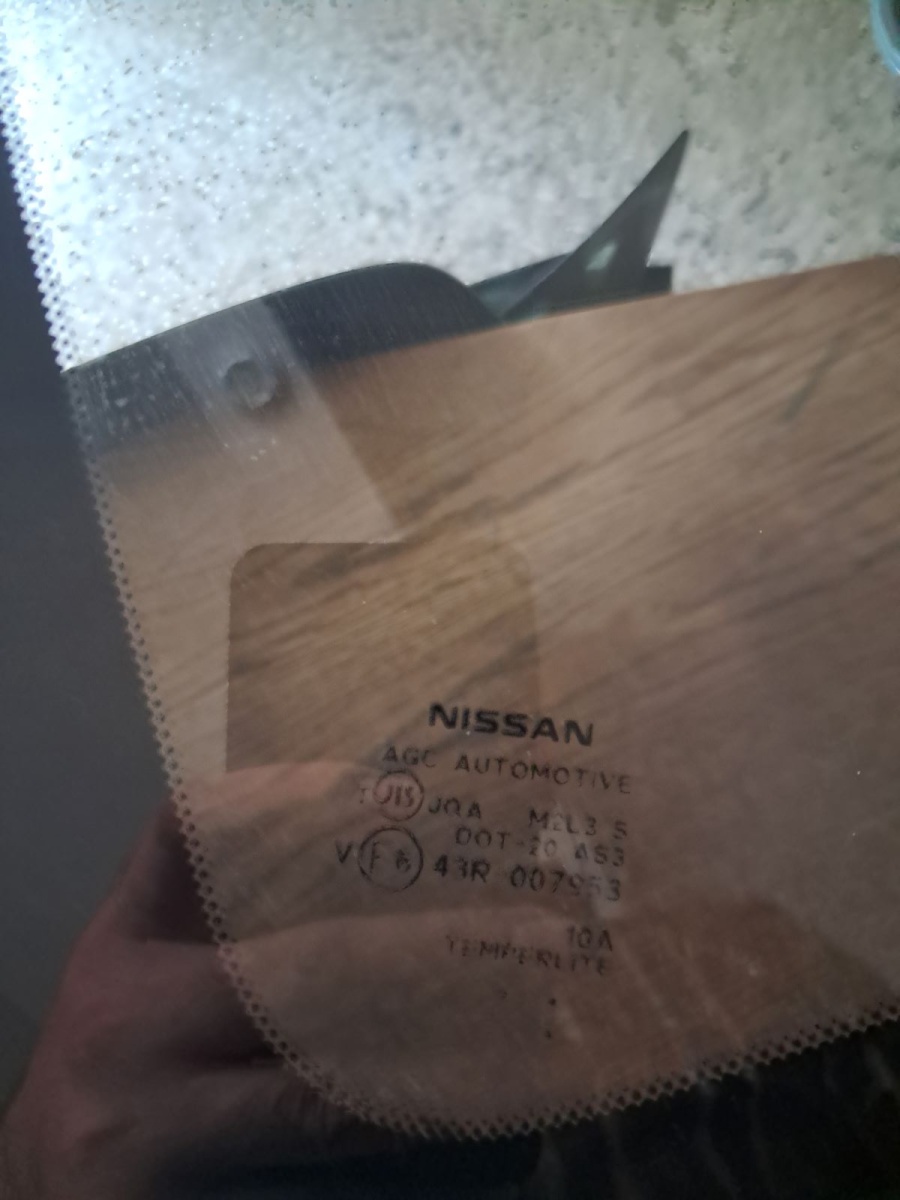 NISSAN
AGC AUTOMOTIVE
JIS JQA M2L3 S
DOT-20 AS3
V E6 43R 007953
10A
TEMPERLITE